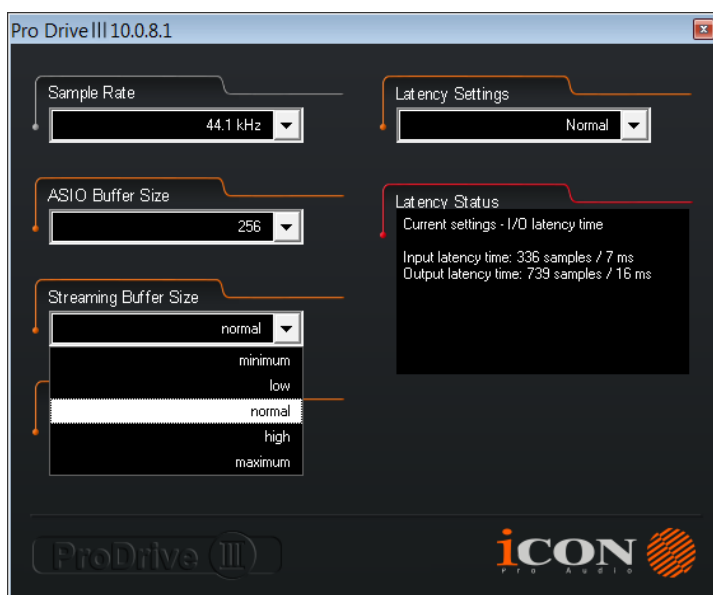 Pro Drive III 10.0.8.1
Sample Rate
44.1 kHz
ASIO Buffer Size
256
Streaming Buffer Size
normal
minimum
low
normal
high
maximum
Latency Settings
Normal
Latency Status
Current settings - I/O latency time
Input latency time: 336 samples / 7 ms
Output latency time: 739 samples / 16 ms
ProDrive III
iCON
Pro Audio